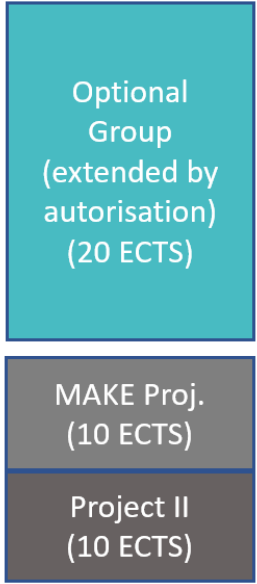 Optional
Group
(extended by
autorisation)
(20 ECTS)
MAKE Proj.
(10 ECTS)
Project II
(10 ECTS)